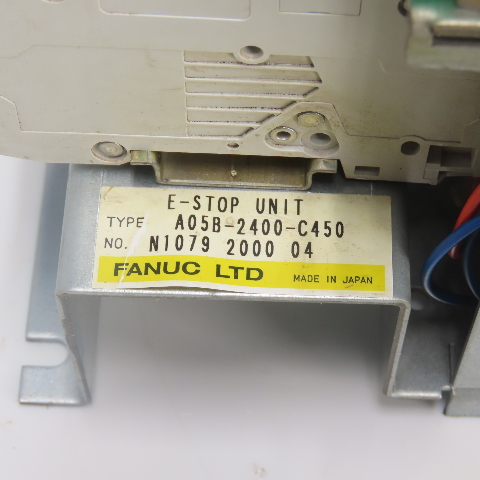 E-STOP UNIT
TYPE A05B-2400-C450
NO. N1079 2000 04
FANUC LTD MADE IN JAPAN